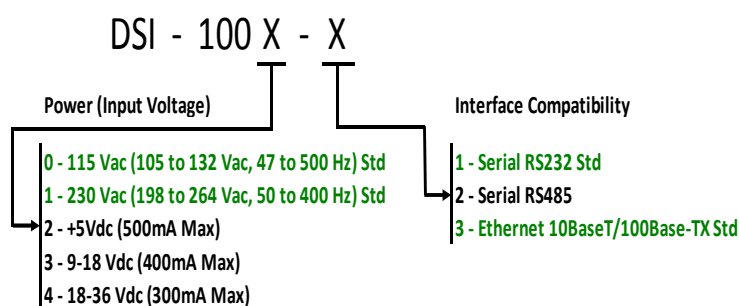 DSI - 100 X - X
Power (Input Voltage)
0 - 115 Vac (105 to 132 Vac, 47 to 500 Hz) Std
1 - 230 Vac (198 to 264 Vac, 50 to 400 Hz) Std
2 - +5Vdc (500mA Max)
3 - 9-18 Vdc (400mA Max)
4 - 18-36 Vdc (300mA Max)
Interface Compatibility
1 - Serial RS232 Std
2 - Serial RS485
3 - Ethernet 10BaseT/100Base-TX Std